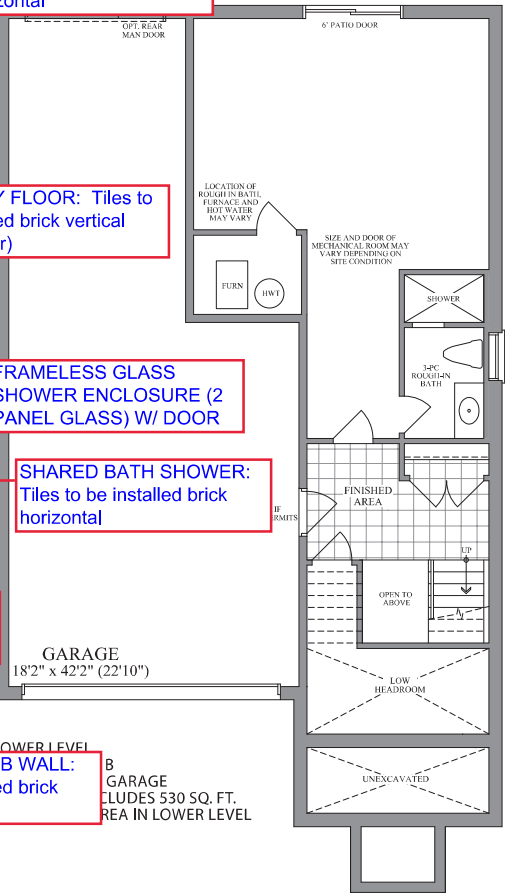 zontal
OPT. REAR
MAN DOOR
6' PATIO DOOR
Y FLOOR: Tiles to
ed brick vertical
r)
LOCATION OF
ROUGH IN BATH,
FURNACE AND
HOT WATER
MAY VARY
SIZE AND DOOR OF
MECHANICAL ROOM MAY
VARY DEPENDING ON
SITE CONDITION
FURN
HWT
SHOWER
3-PC
ROUGH-IN
BATH
FRAMELESS GLASS
SHOWER ENCLOSURE (2
PANEL GLASS) W/ DOOR
SHARED BATH SHOWER:
Tiles to be installed brick
horizontal
IF
ERMITS
FINISHED
AREA
UP
OPEN TO
ABOVE
GARAGE
18'2" x 42'2" (22'10")
LOW
HEADROOM
UNEXCAVATED
OWER LEVEL
B WALL:
ed brick
B
GARAGE
CLUDES 530 SQ. FT.
REA IN LOWER LEVEL